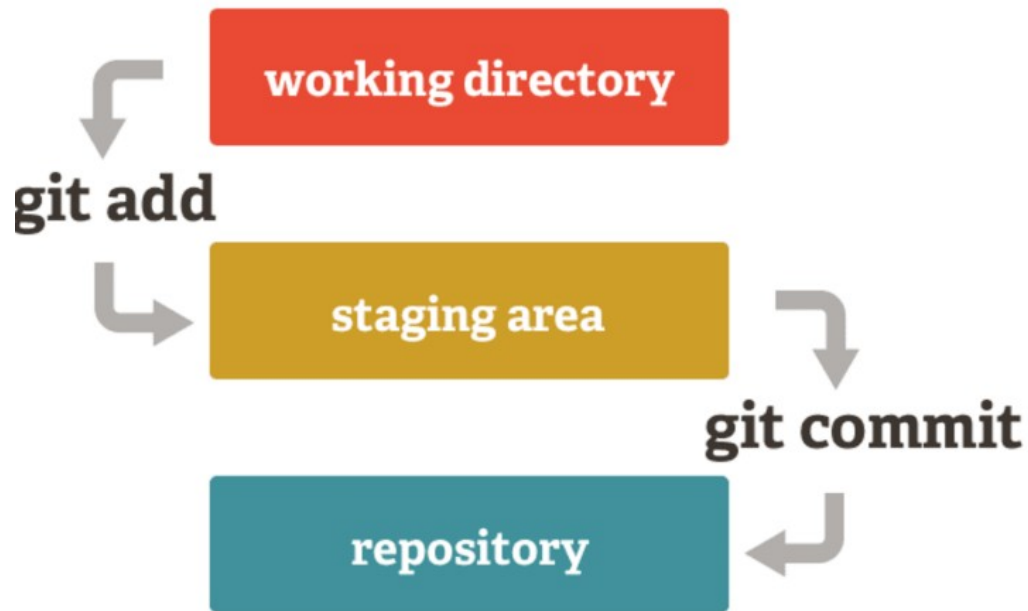 working directory
git add
staging area
git commit
repository